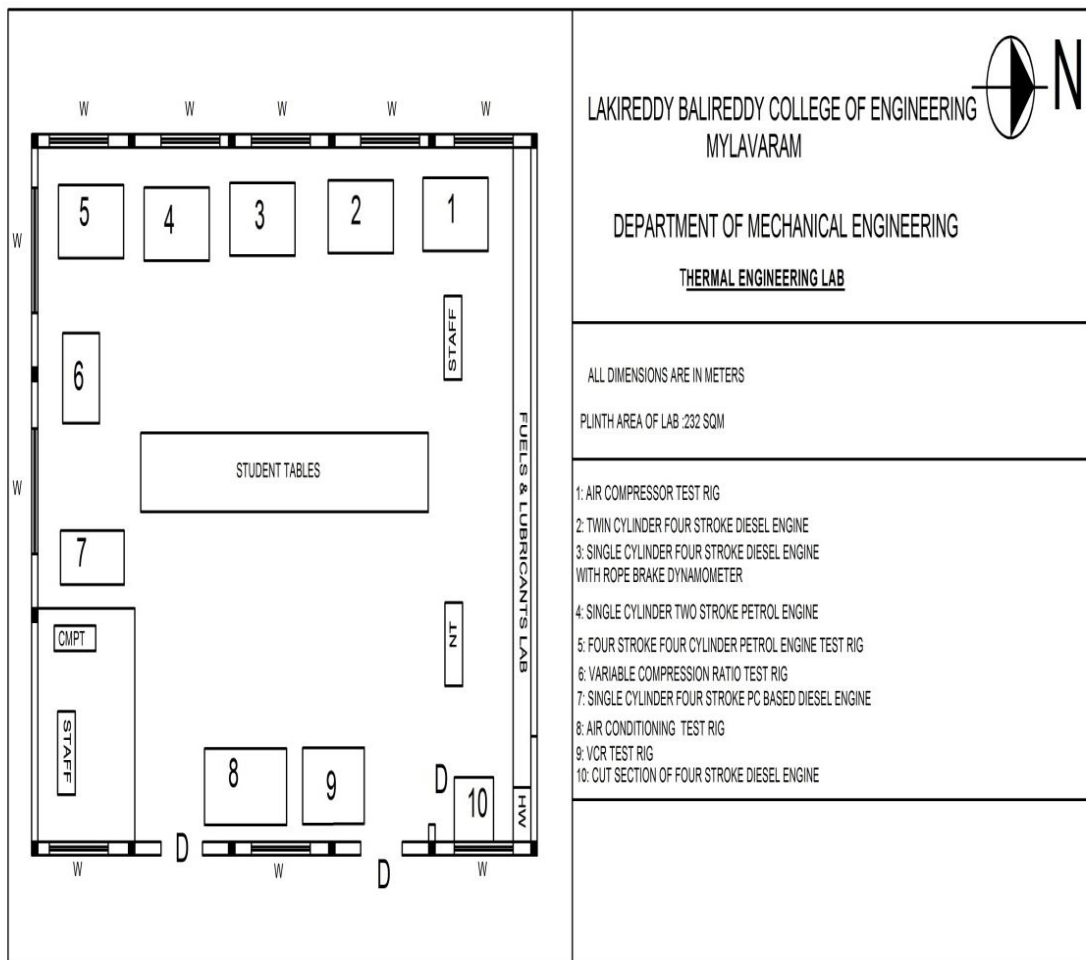 W W W W W
5 4 3 2 1
W
STAFF
6
FUELS & LUBRICANTS LAB
STUDENT TABLES
W
7
CMPT
NT
STAFF
8 9 D 10 HW
D
D
W W W
N
LAKIREDDY BALIREDDY COLLEGE OF ENGINEERING
MYLAVARAM
DEPARTMENT OF MECHANICAL ENGINEERING
THERMAL ENGINEERING LAB
ALL DIMENSIONS ARE IN METERS
PLINTH AREA OF LAB :232 SQM
1: AIR COMPRESSOR TEST RIG
2: TWIN CYLINDER FOUR STROKE DIESEL ENGINE
3: SINGLE CYLINDER FOUR STROKE DIESEL ENGINE
WITH ROPE BRAKE DYNAMOMETER
4: SINGLE CYLINDER TWO STROKE PETROL ENGINE
5: FOUR STROKE FOUR CYLINDER PETROL ENGINE TEST RIG
6: VARIABLE COMPRESSION RATIO TEST RIG
7: SINGLE CYLINDER FOUR STROKE PC BASED DIESEL ENGINE
8: AIR CONDITIONING TEST RIG
9: VCR TEST RIG
10: CUT SECTION OF FOUR STROKE DIESEL ENGINE